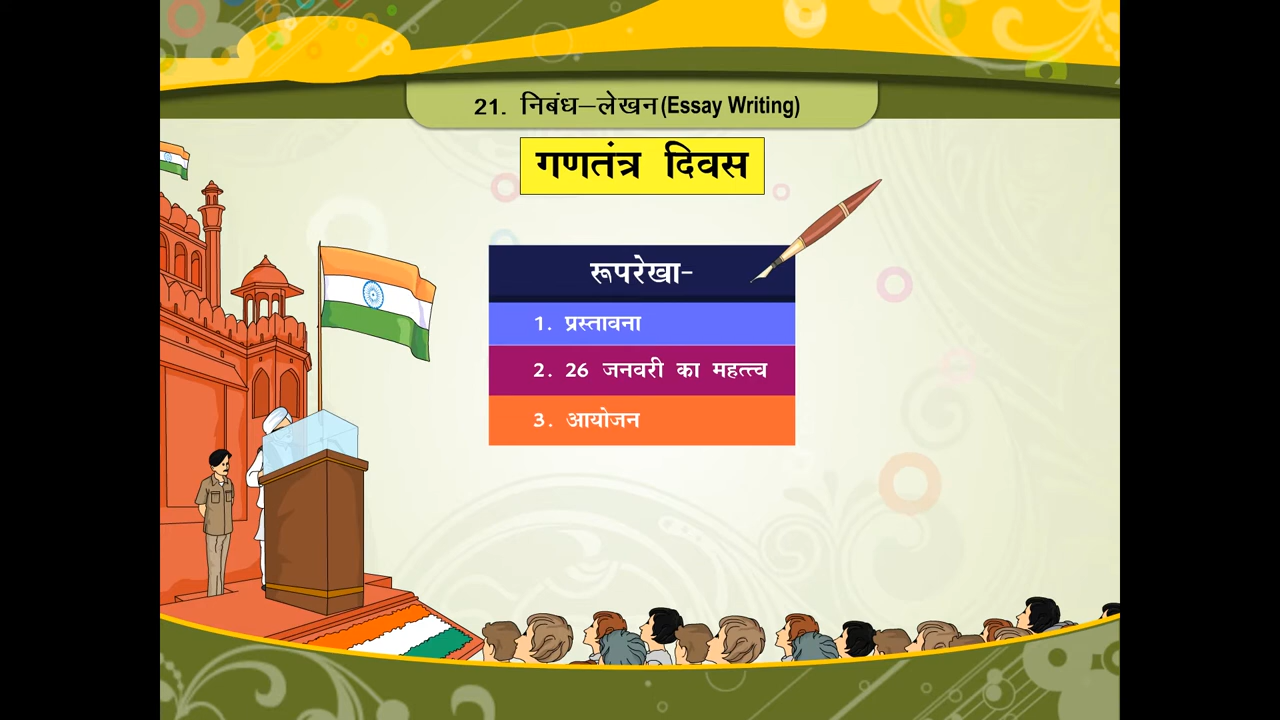 21. निबंध–लेखन(Essay Writing)
गणतंत्र दिवस
रूपरेखा-
1. प्रस्तावना
2. 26 जनवरी का महत्त्व
3. आयोजन